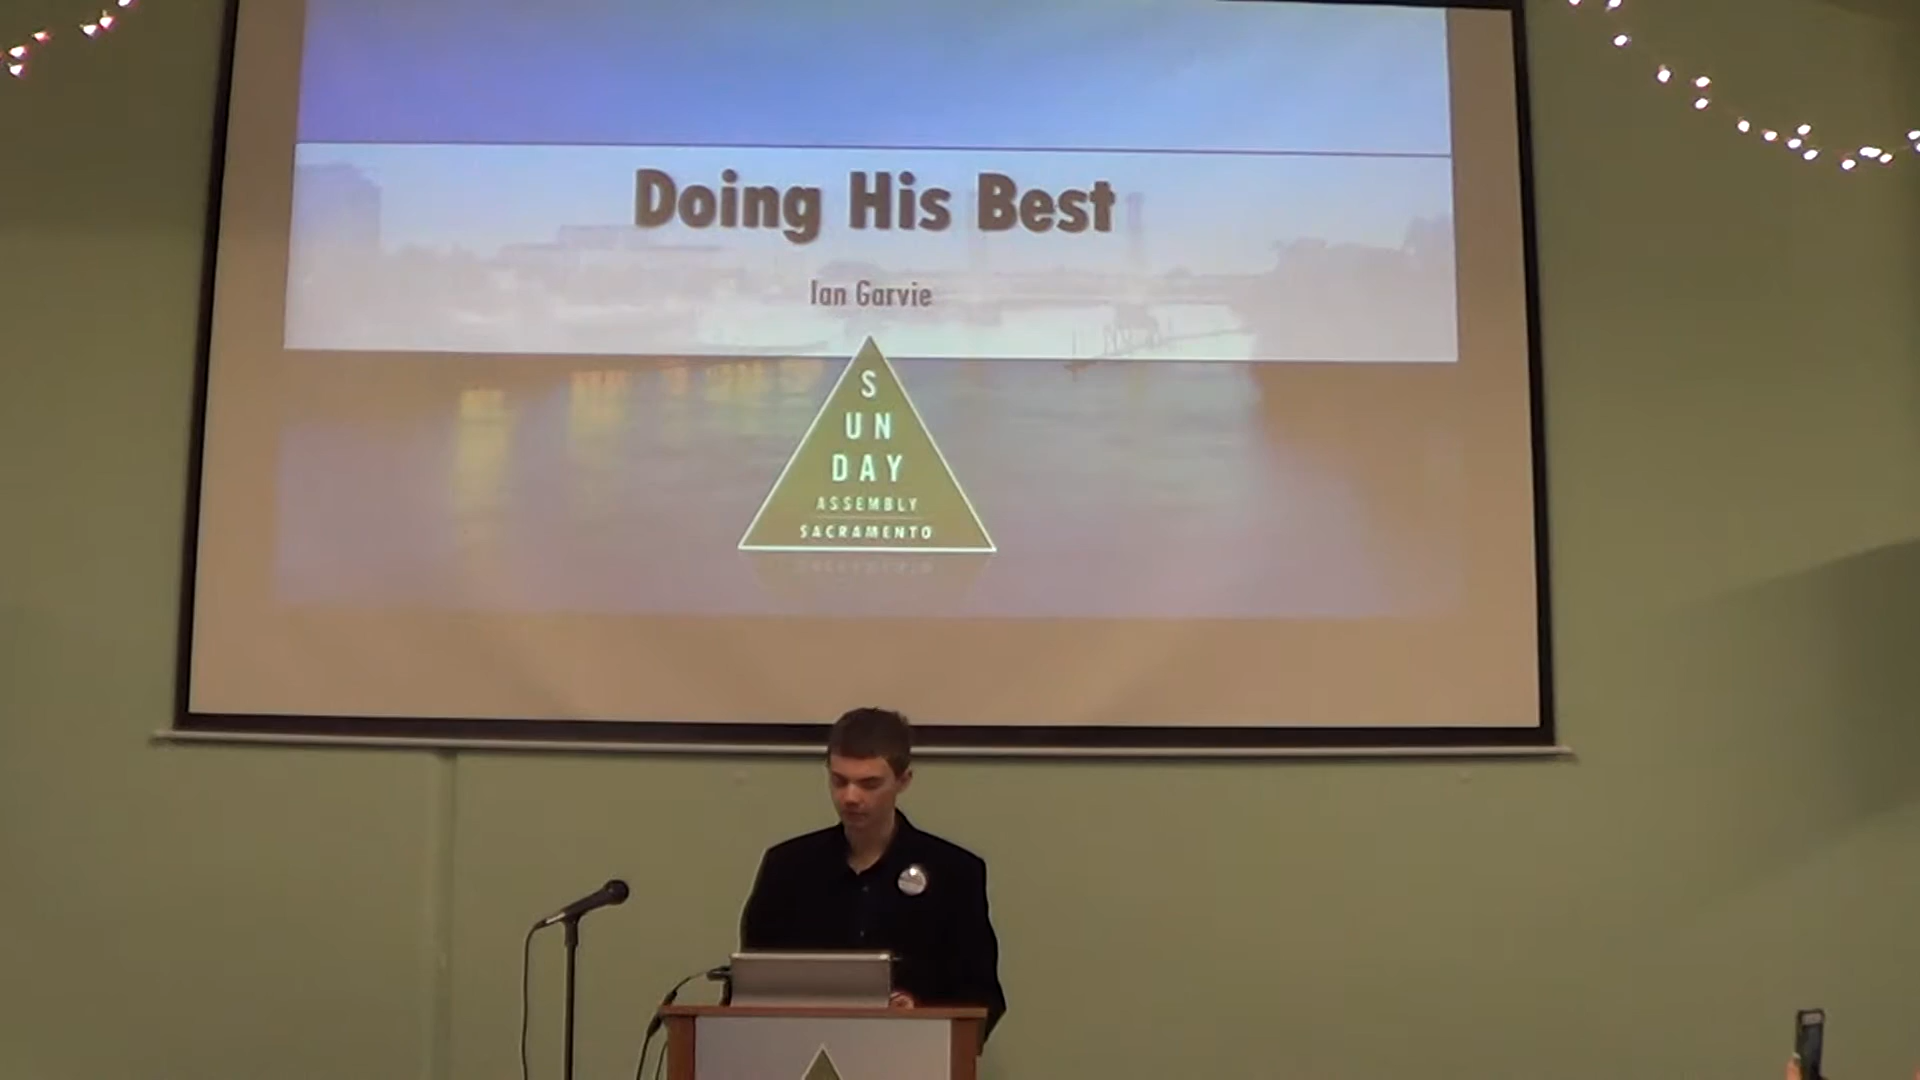 Doing His Best
Ian Garvie
S
UN
DAY
ASSEMBLY
SACRAMENTO